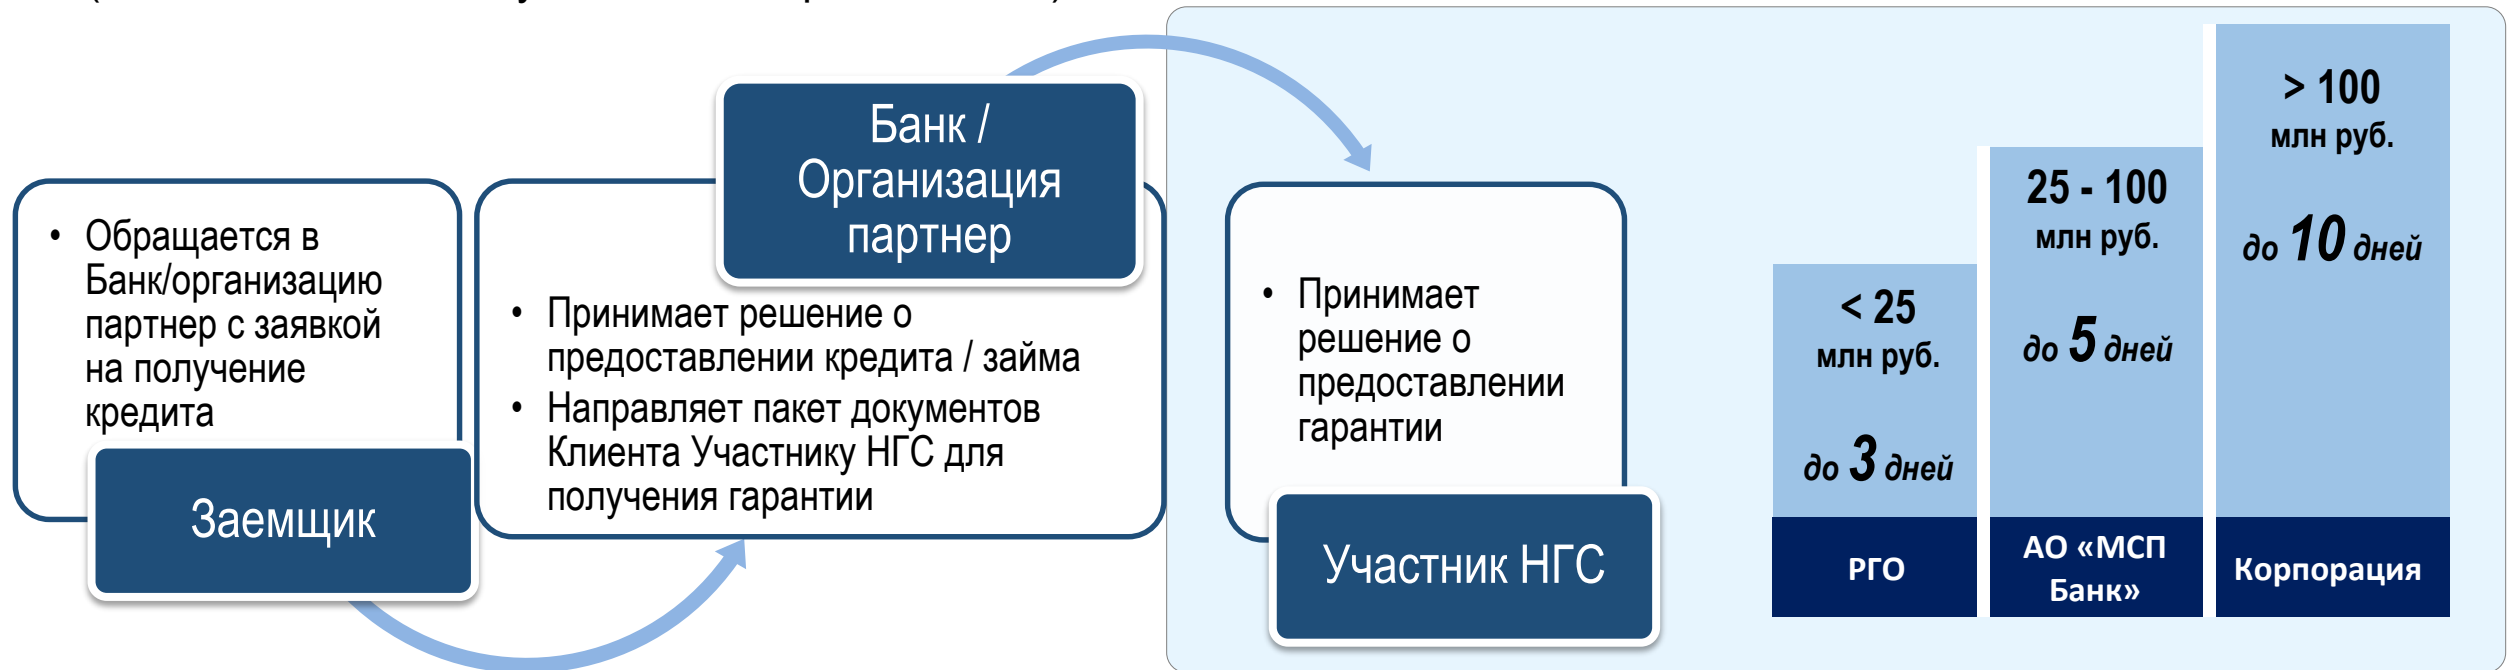 • Обращается в
Банк/организацию
партнер с заявкой
на получение
кредита
Заемщик
Банк /
Организация
партнер
• Принимает решение о
предоставлении кредита / займа
• Направляет пакет документов
Клиента Участнику НГС для
получения гарантии
• Принимает
решение о
предоставлении
гарантии
Участник НГС
< 25
млн руб.
до 3 дней
РГО
25 - 100
млн руб.
до 5 дней
АО «МСП
Банк»
> 100
млн руб.
до 10 дней
Корпорация